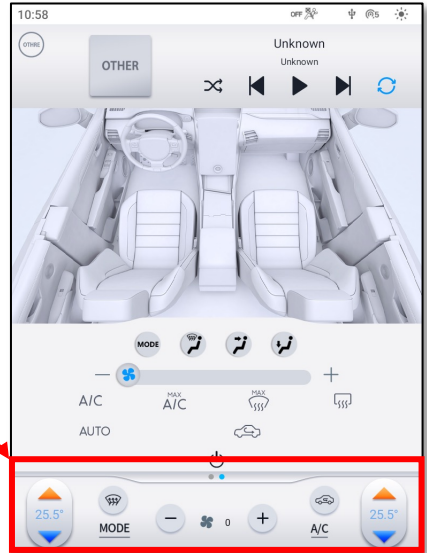 10:58
OFF
5
OTHRE
OTHER
Unknown
Unknown
MODE
A/C
MAX
A/C
MAX
AUTO
25.5°
MODE
0
A/C
25.5°